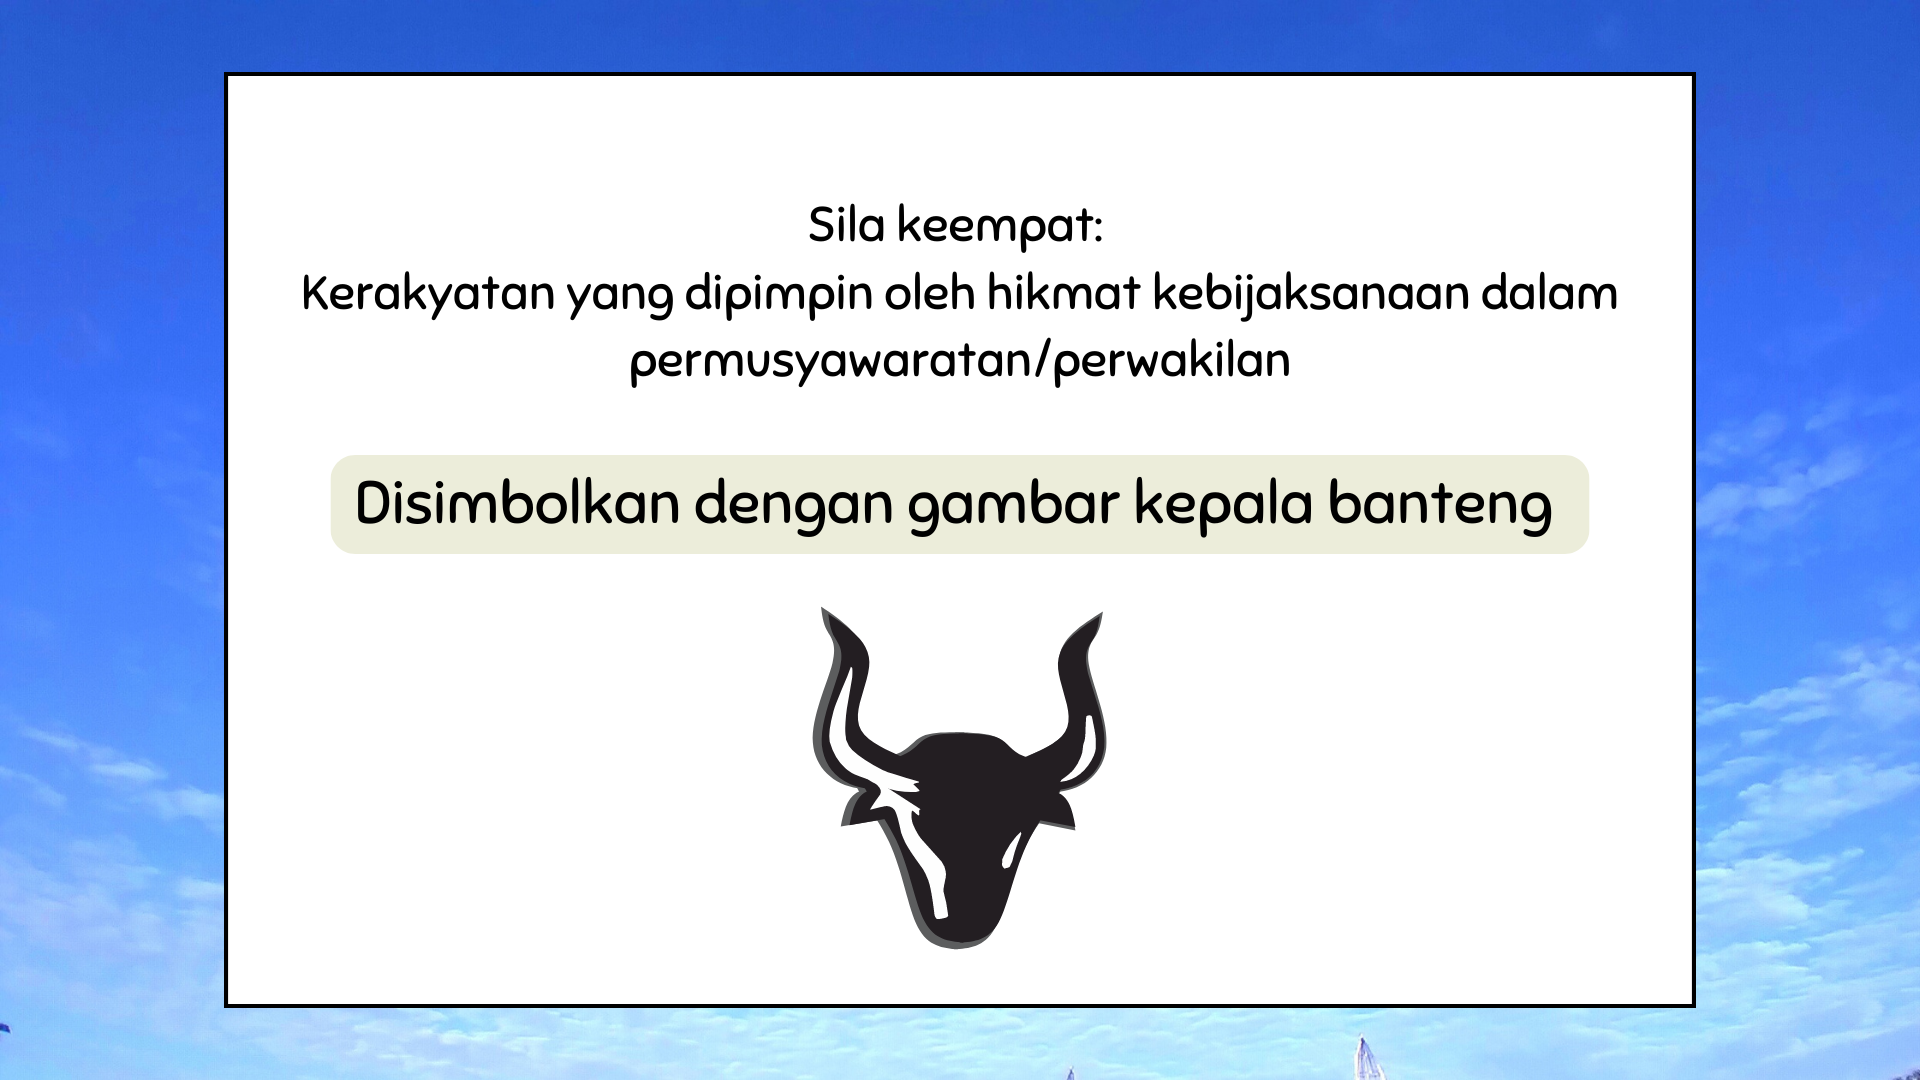 Sila keempat:
Kerakyatan yang dipimpin oleh hikmat kebijaksanaan dalam
permusyawaratan/perwakilan
Disimbolkan dengan gambar kepala banteng